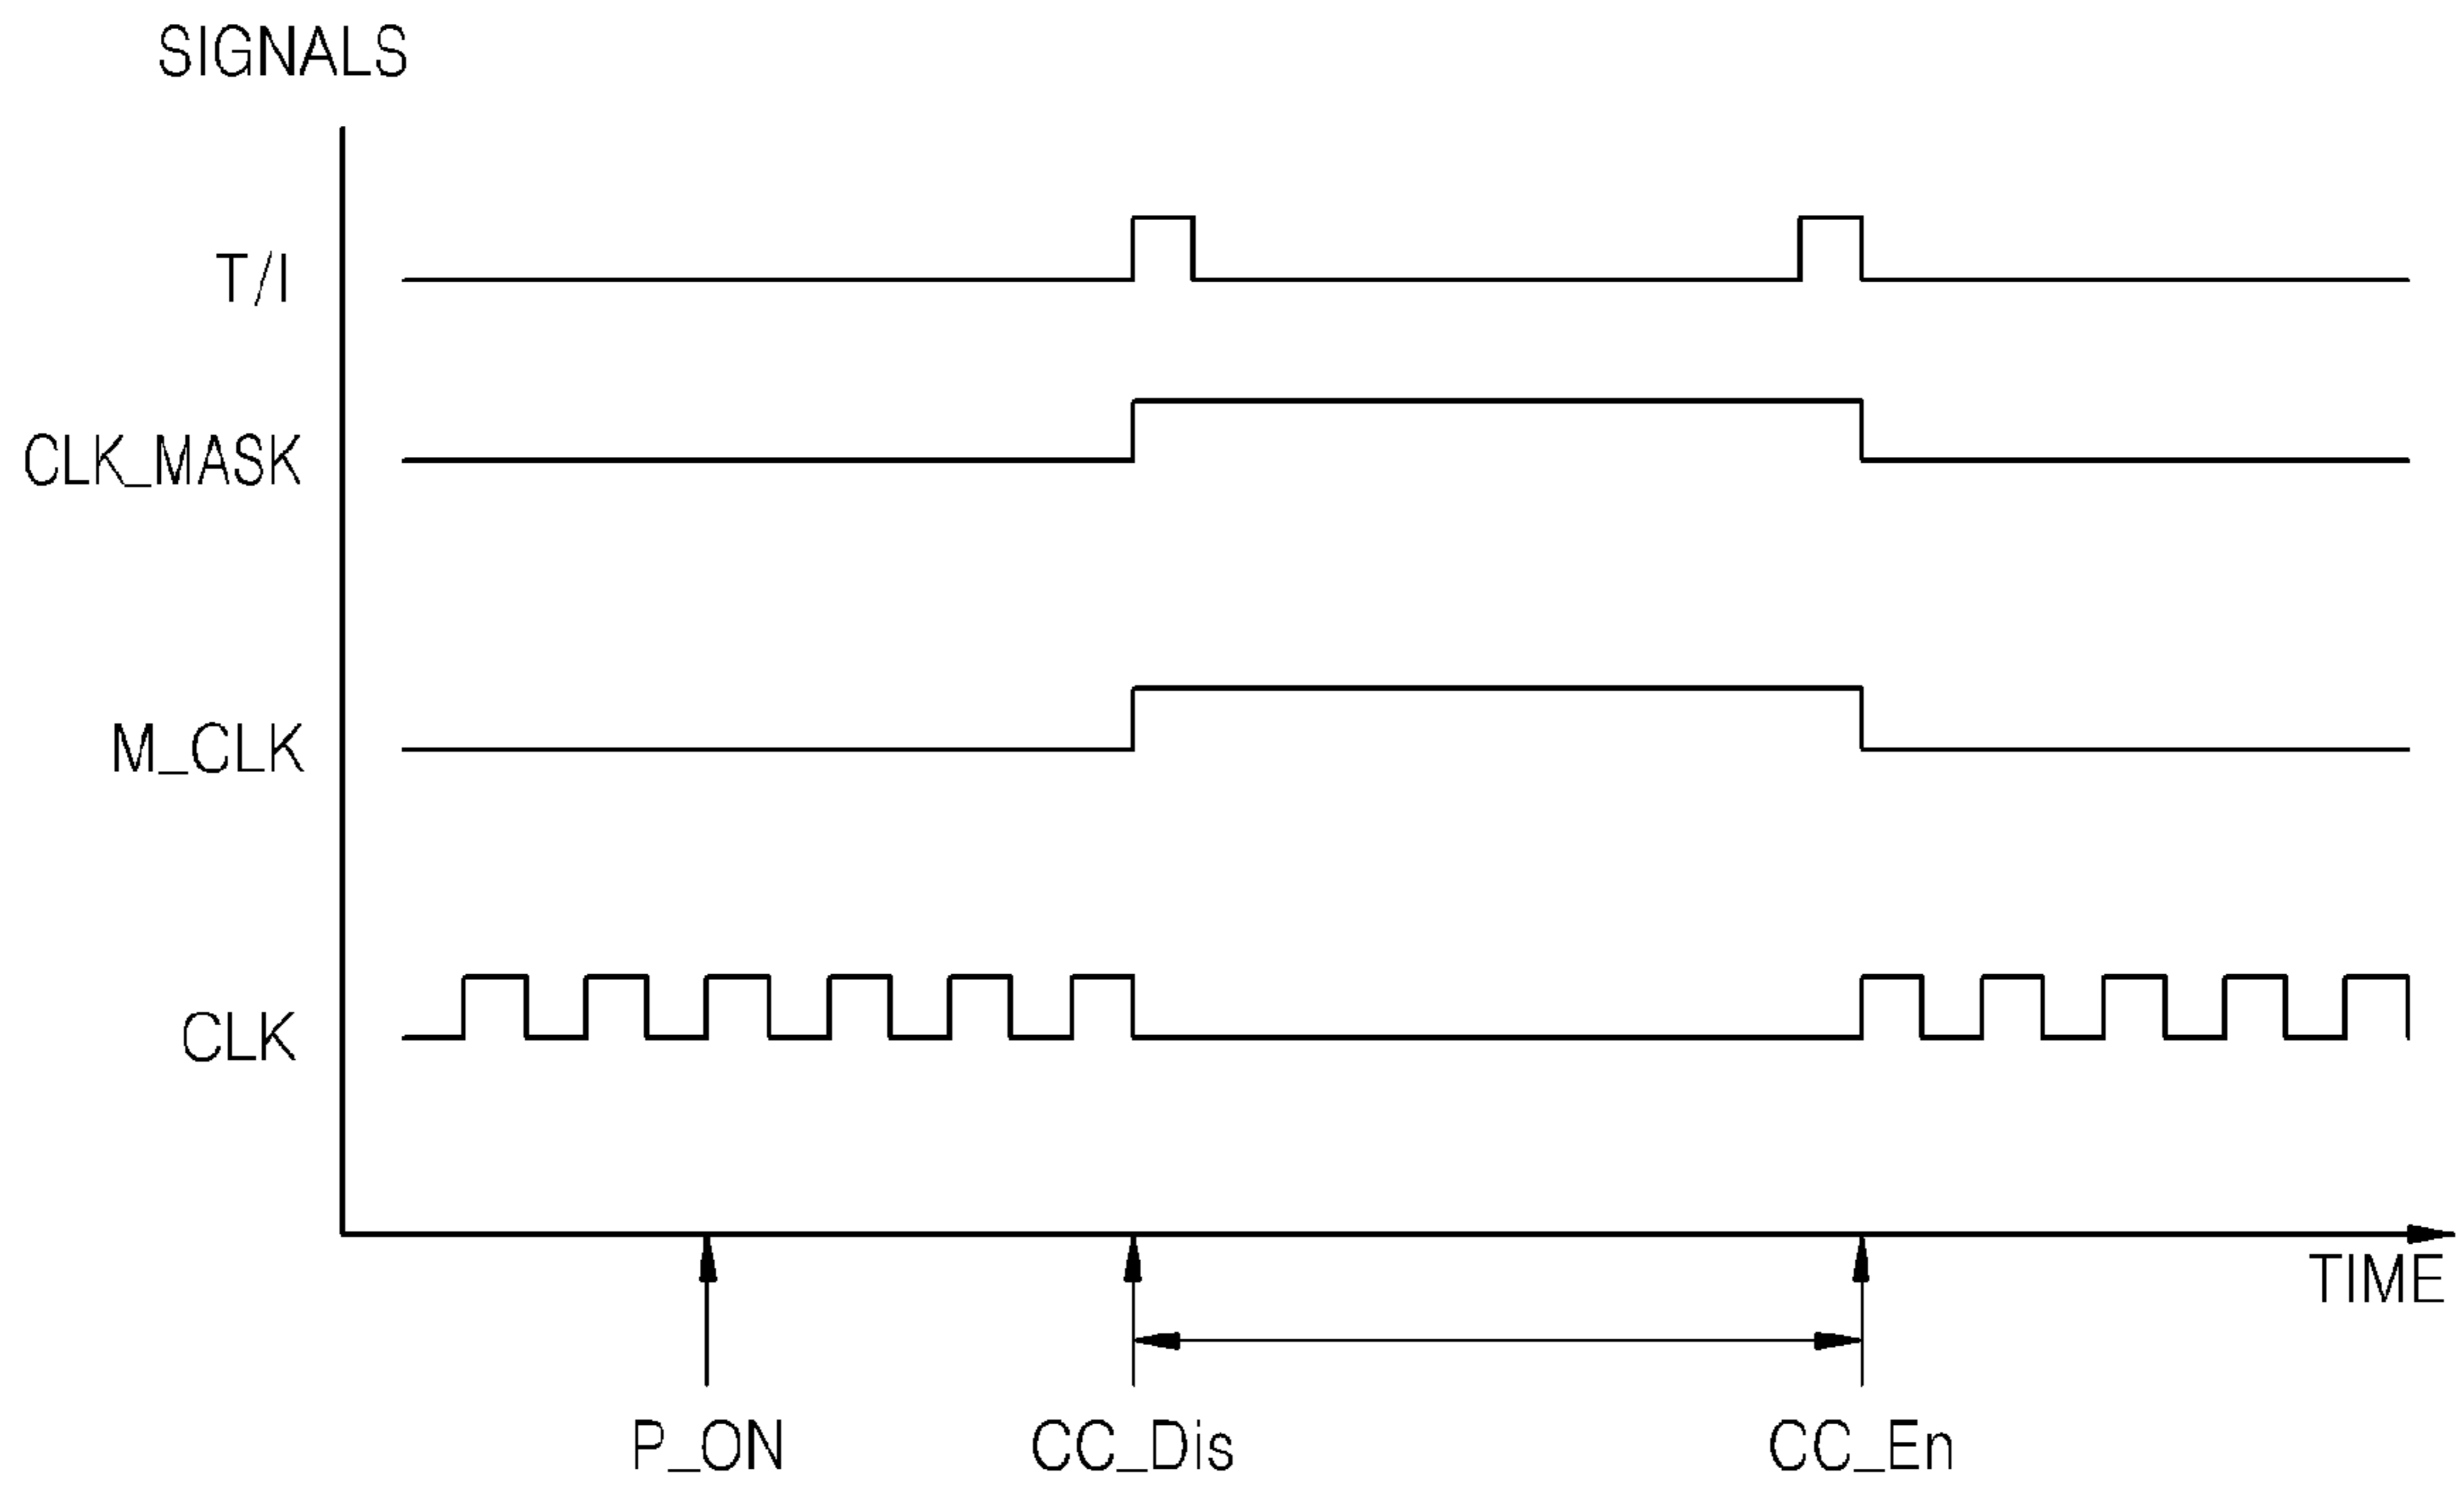 SIGNALS
T/I
CLK_MASK
M_CLK
CLK
TIME
P_ON
CC_Dis
CC_En